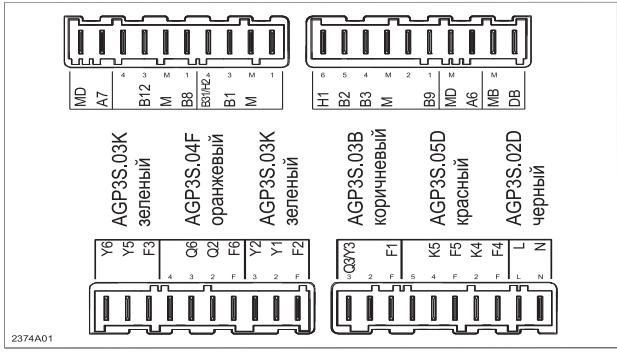 4 3 M 1 4 3 M 1
MD A7 B12 M B8 B31/H2 B1 M
6 5 4 M 2 1 M M
H1 B2 B3 M B9 MD A6 MB DB
AGP3S.03K
зеленый
AGP3S.04F
оранжевый
AGP3S.03K
зеленый
AGP3S.03B
коричневый
AGP3S.05D
красный
AGP3S.02D
черный
Y6 Y5 F3 Q6 Q2 F6 Y2 Y1 F2
4 3 2 F 3 2 F
Q3/Y3 F1 K5 F5 K4 F4 L N
3 2 F 5 4 F 2 F L N
2374A01